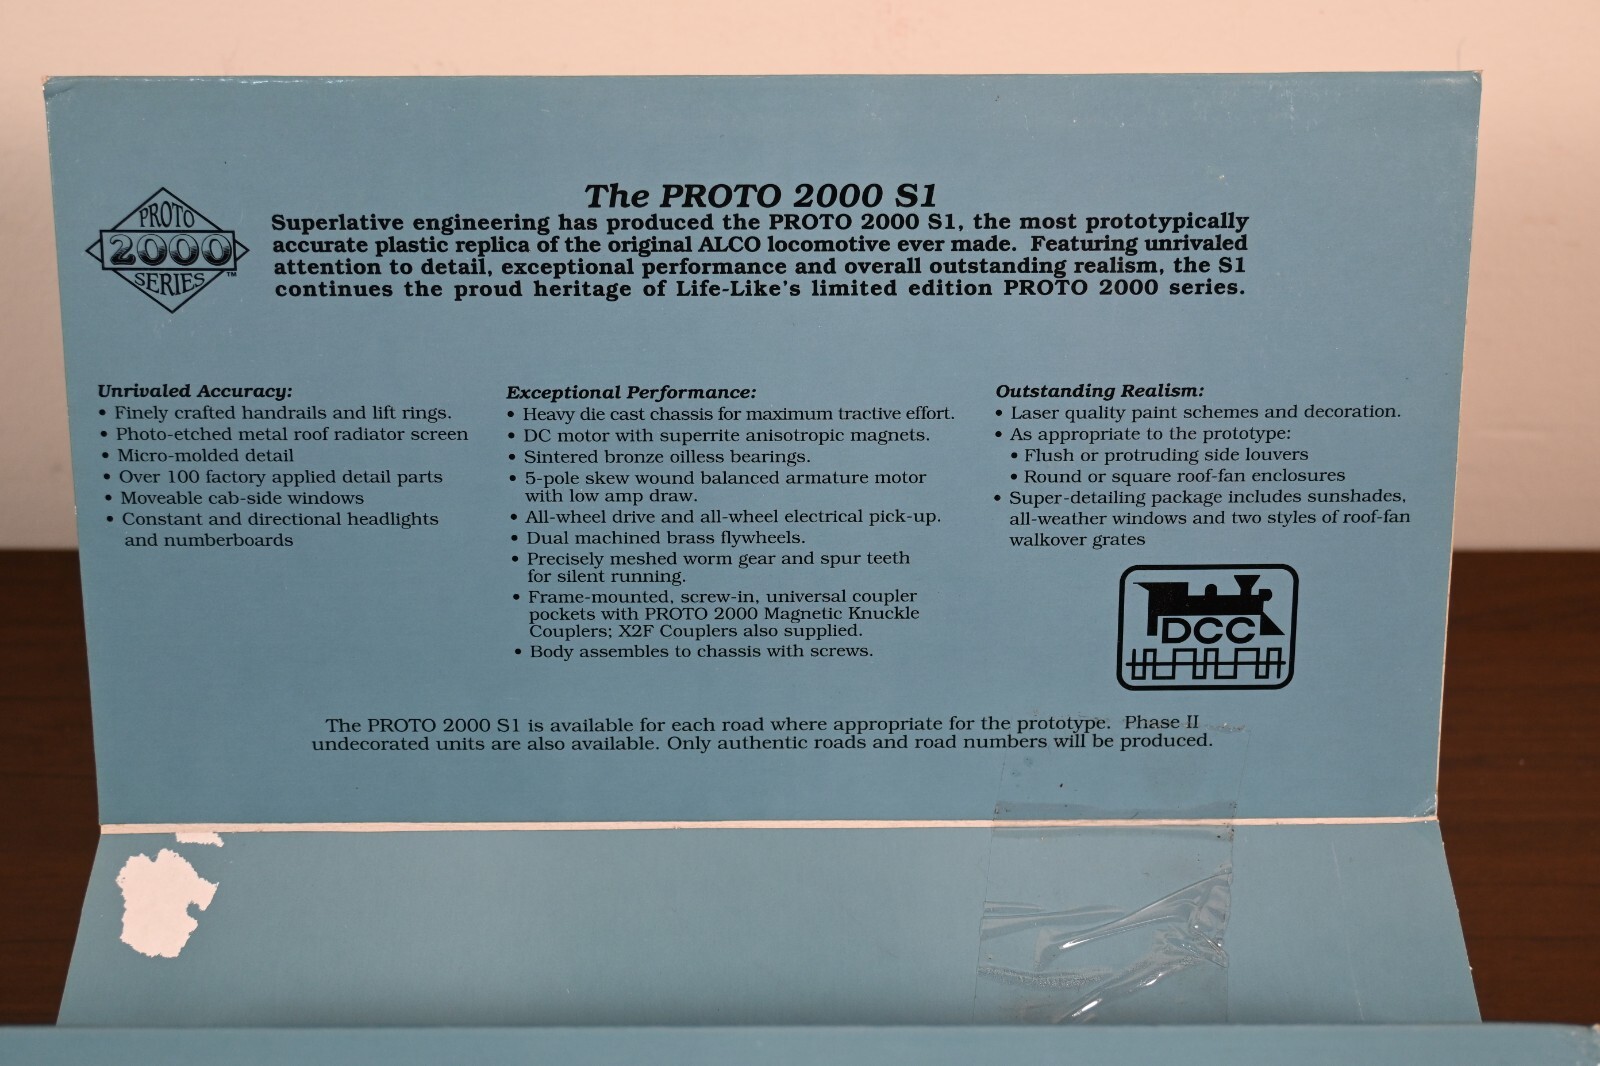 The PROTO 2000 S1
PROTO
2000
SERIES™
Superlative engineering has produced the PROTO 2000 S1, the most prototypically
accurate plastic replica of the original ALCO locomotive ever made. Featuring unrivaled
attention to detail, exceptional performance and overall outstanding realism, the S1
continues the proud heritage of Life-Like's limited edition PROTO 2000 series.
Unrivaled Accuracy:
• Finely crafted handrails and lift rings.
• Photo-etched metal roof radiator screen
• Micro-molded detail
• Over 100 factory applied detail parts
• Moveable cab-side windows
• Constant and directional headlights
and numberboards
Exceptional Performance:
• Heavy die cast chassis for maximum tractive effort.
• DC motor with superrite anisotropic magnets.
• Sintered bronze oilless bearings.
• 5-pole skew wound balanced armature motor
with low amp draw.
• All-wheel drive and all-wheel electrical pick-up.
• Dual machined brass flywheels.
• Precisely meshed worm gear and spur teeth
for silent running.
• Frame-mounted, screw-in, universal coupler
pockets with PROTO 2000 Magnetic Knuckle
Couplers; X2F Couplers also supplied.
• Body assembles to chassis with screws.
Outstanding Realism:
• Laser quality paint schemes and decoration.
• As appropriate to the prototype:
• Flush or protruding side louvers
• Round or square roof-fan enclosures
• Super-detailing package includes sunshades,
all-weather windows and two styles of roof-fan
walkover grates
DCC
The PROTO 2000 S1 is available for each road where appropriate for the prototype. Phase II
undecorated units are also available. Only authentic roads and road numbers will be produced.